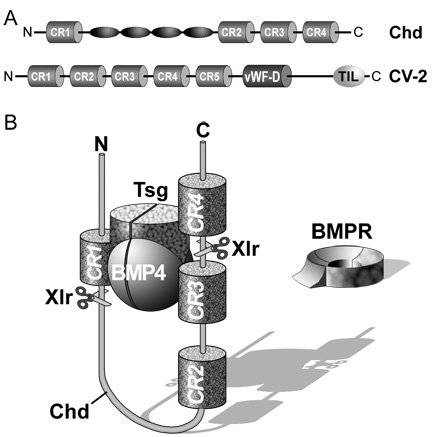 A
N CR1 CR2 CR3 CR4 C Chd
N CR1 CR2 CR3 CR4 CR5 vWF-D TIL C CV-2
B
N C
Tsg
CR4
BMPR
CR1 BMP4 Xlr
Xlr CR3
CR2
Chd